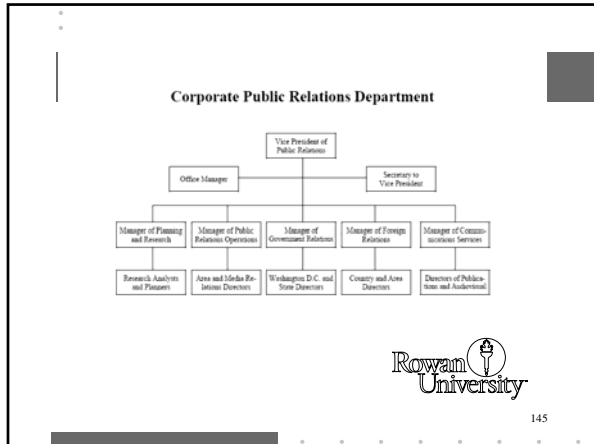 Corporate Public Relations Department
Vice President of
Public Relations
Office Manager
Secretary to
Vice President
Manager of Planning
and Research
Manager of Public
Relations Operations
Manager of
Government Relations
Manager of Foreign
Relations
Manager of Commu-
nications Services
Research Analysts
and Planners
Area and Media Re-
lations Directors
Washington D.C. and
State Directors
Country and Area
Directors
Directors of Publica-
tions and Audiovisual
Rowan
University
145